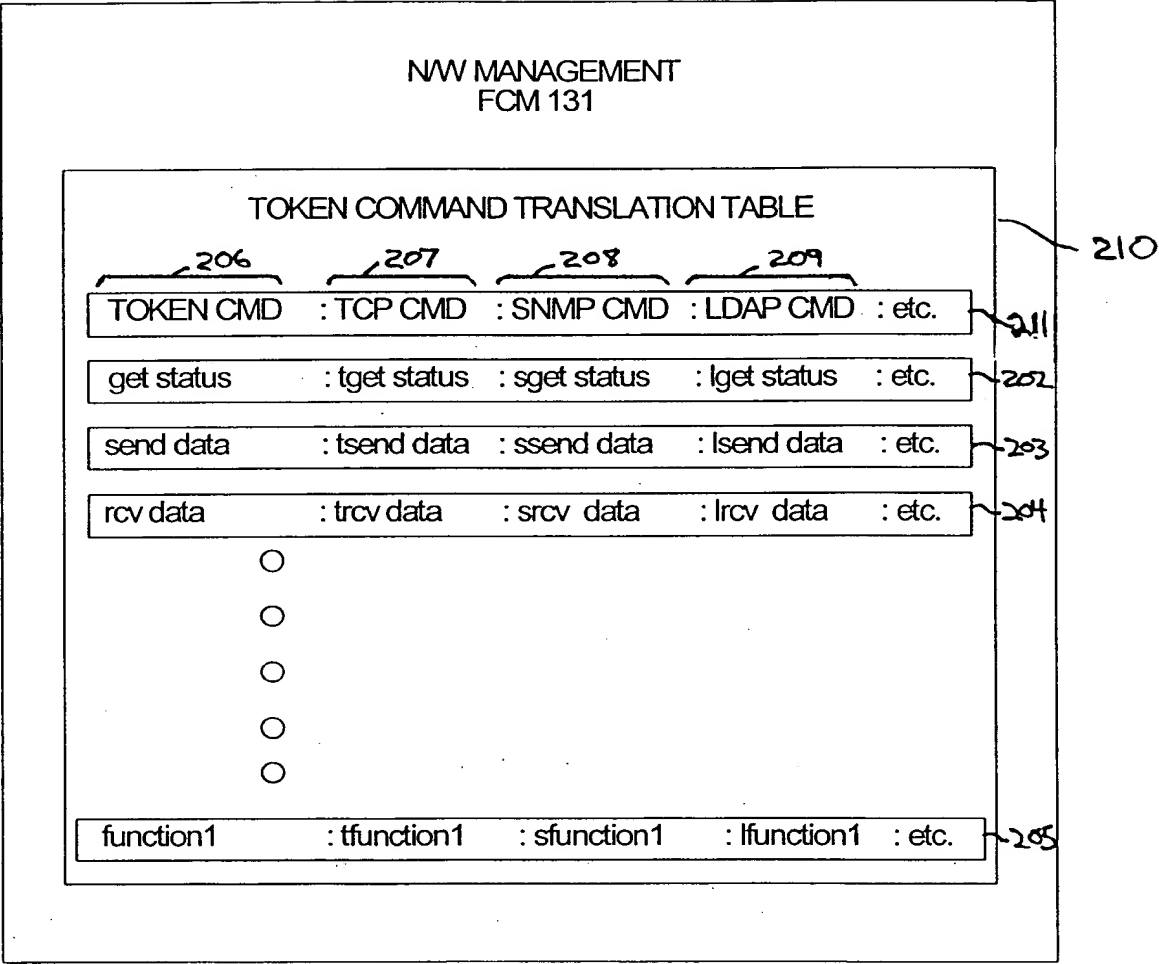 N/W MANAGEMENT
FCM 131
TOKEN COMMAND TRANSLATION TABLE
210
206 207 208 209
TOKEN CMD : TCP CMD : SNMP CMD : LDAP CMD : etc. 211
get status : tget status : sget status : lget status : etc. 202
send data : tsend data : ssend data : lsend data : etc. 203
rcv data : trcv data : srcv data : lrcv data : etc. 204
function1 : tfunction1 : sfunction1 : lfunction1 : etc. 205